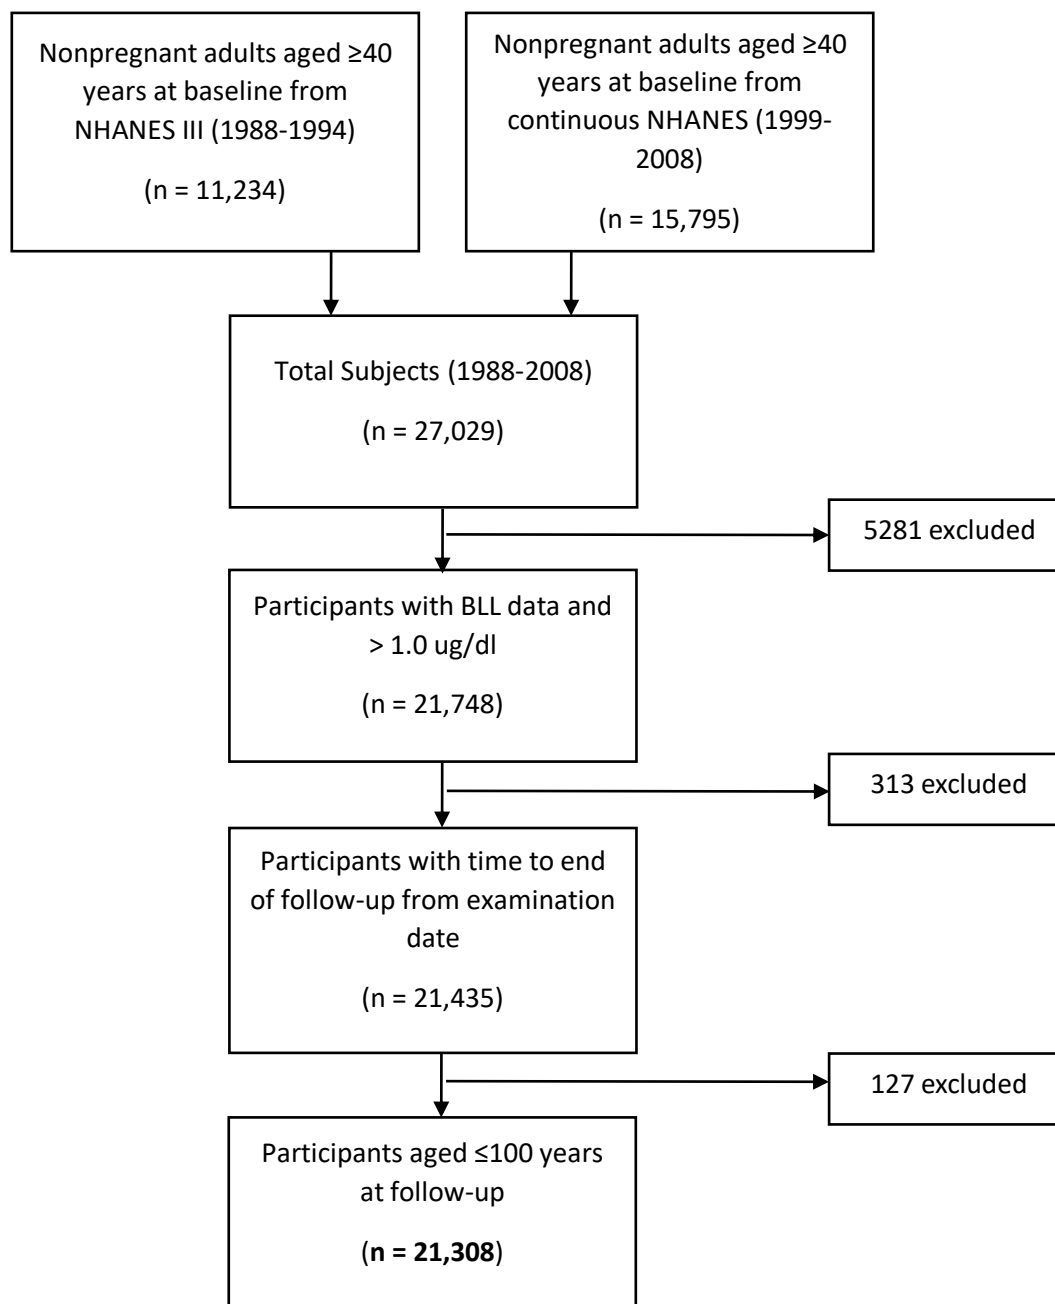 Nonpregnant adults aged ≥40
years at baseline from
NHANES III (1988-1994)
(n = 11,234)
Nonpregnant adults aged ≥40
years at baseline from
continuous NHANES (1999-
2008)
(n = 15,795)
Total Subjects (1988-2008)
(n = 27,029)
5281 excluded
Participants with BLL data and
> 1.0 ug/dl
(n = 21,748)
313 excluded
Participants with time to end
of follow-up from examination
date
(n = 21,435)
127 excluded
Participants aged ≤100 years
at follow-up
(n = 21,308)